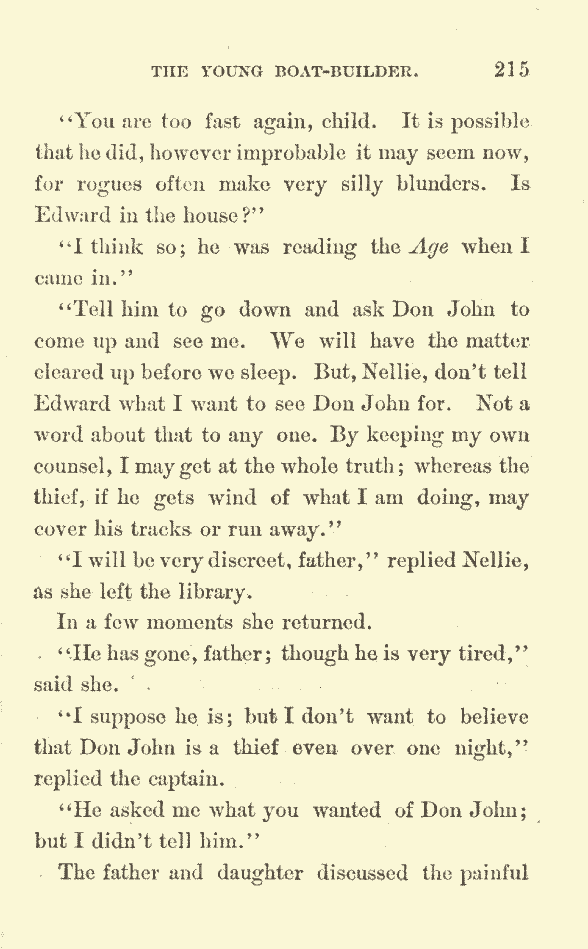 THE YOUNG BOAT-BUILDER. 215
"You are too fast again, child. It is possible
that he did, however improbable it may seem now,
for rogues often make very silly blunders. Is
Edward in the house?"
"I think so; he was reading the Age when I
came in."
"Tell him to go down and ask Don John to
come up and see me. We will have the matter
cleared up before we sleep. But, Nellie, don't tell
Edward what I want to see Don John for. Not a
word about that to any one. By keeping my own
counsel, I may get at the whole truth; whereas the
thief, if he gets wind of what I am doing, may
cover his tracks or run away."
"I will be very discreet, father," replied Nellie,
as she left the library.
In a few moments she returned.
"He has gone, father; though he is very tired,"
said she.
"I suppose he is; but I don't want to believe
that Don John is a thief even over one night,"
replied the captain.
"He asked me what you wanted of Don John;
but I didn't tell him."
The father and daughter discussed the painful